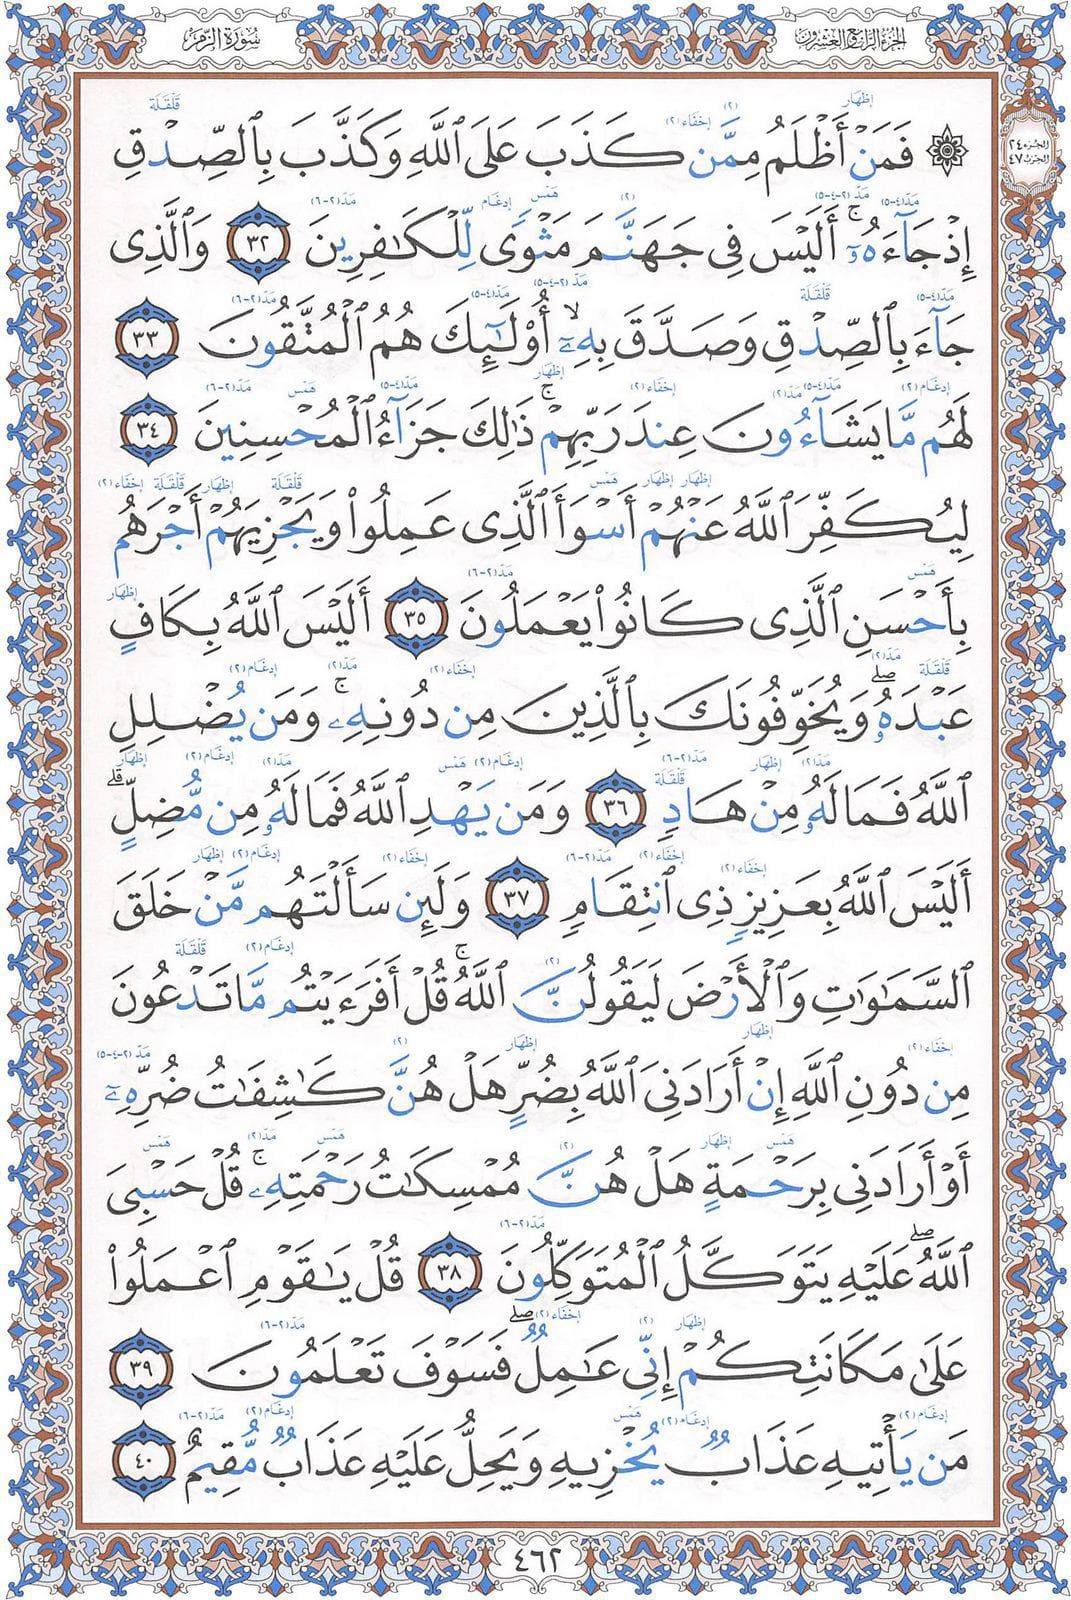 الجزء الرابع والعشرون
سورة الزمر
الجزء ٢٤
الحزب ٤٧
۞ فَمَنْ أَظْلَمُ مِمَّن كَذَبَ عَلَى ٱللَّهِ وَكَذَّبَ بِٱلصِّدْقِ
إِذْ جَآءَهُۥٓ ۚ أَلَيْسَ فِى جَهَنَّمَ مَثْوًى لِّلْكَٰفِرِينَ ٣٢ وَٱلَّذِى
جَآءَ بِٱلصِّدْقِ وَصَدَّقَ بِهِۦٓ ۙ أُو۟لَٰٓئِكَ هُمُ ٱلْمُتَّقُونَ ٣٣
لَهُم مَّا يَشَآءُونَ عِندَ رَبِّهِمْ ۚ ذَٰلِكَ جَزَآءُ ٱلْمُحْسِنِينَ ٣٤
لِيُكَفِّرَ ٱللَّهُ عَنْهُمْ أَسْوَأَ ٱلَّذِى عَمِلُوا۟ وَيَجْزِيَهُمْ أَجْرَهُم
بِأَحْسَنِ ٱلَّذِى كَانُوا۟ يَعْمَلُونَ ٣٥ أَلَيْسَ ٱللَّهُ بِكَافٍ
عَبْدَهُۥ ۖ وَيُخَوِّفُونَكَ بِٱلَّذِينَ مِن دُونِهِۦ ۚ وَمَن يُضْلِلِ
ٱللَّهُ فَمَا لَهُۥ مِنْ هَادٍ ٣٦ وَمَن يَهْدِ ٱللَّهُ فَمَا لَهُۥ مِن مُّضِلٍّ ۗ
أَلَيْسَ ٱللَّهُ بِعَزِيزٍ ذِى ٱنتِقَامٍ ٣٧ وَلَئِن سَأَلْتَهُم مَّنْ خَلَقَ
ٱلسَّمَٰوَٰتِ وَٱلْأَرْضَ لَيَقُولُنَّ ٱللَّهُ ۚ قُلْ أَفَرَءَيْتُم مَّا تَدْعُونَ
مِن دُونِ ٱللَّهِ إِنْ أَرَادَنِىَ ٱللَّهُ بِضُرٍّ هَلْ هُنَّ كَٰشِفَٰتُ ضُرِّهِۦٓ
أَوْ أَرَادَنِى بِرَحْمَةٍ هَلْ هُنَّ مُمْسِكَٰتُ رَحْمَتِهِۦ ۚ قُلْ حَسْبِىَ
ٱللَّهُ ۖ عَلَيْهِ يَتَوَكَّلُ ٱلْمُتَوَكِّلُونَ ٣٨ قُلْ يَٰقَوْمِ ٱعْمَلُوا۟
عَلَىٰ مَكَانَتِكُمْ إِنِّى عَٰمِلٌ ۖ فَسَوْفَ تَعْلَمُونَ ٣٩
مَن يَأْتِيهِ عَذَابٌ يُخْزِيهِ وَيَحِلُّ عَلَيْهِ عَذَابٌ مُّقِيمٌ ٤٠
٤٦٢